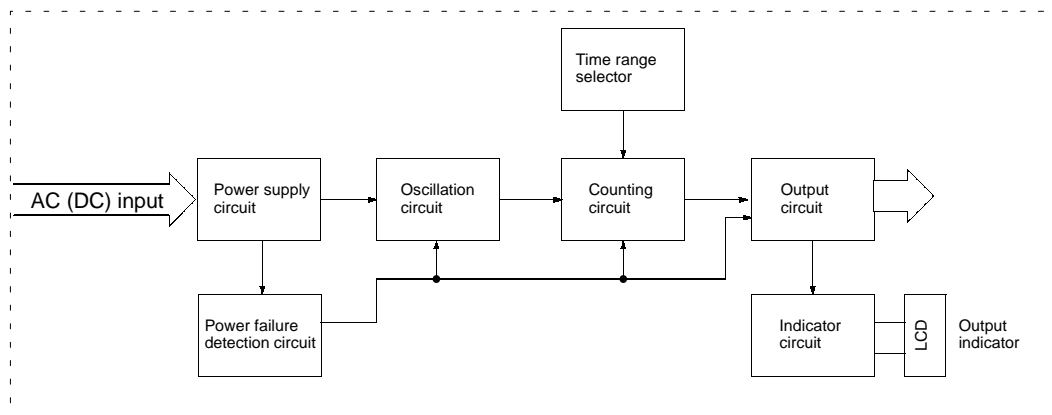 Time range
selector
AC (DC) input
Power supply
circuit
Oscillation
circuit
Counting
circuit
Output
circuit
Power failure
detection circuit
Indicator
circuit
LCD
Output
indicator